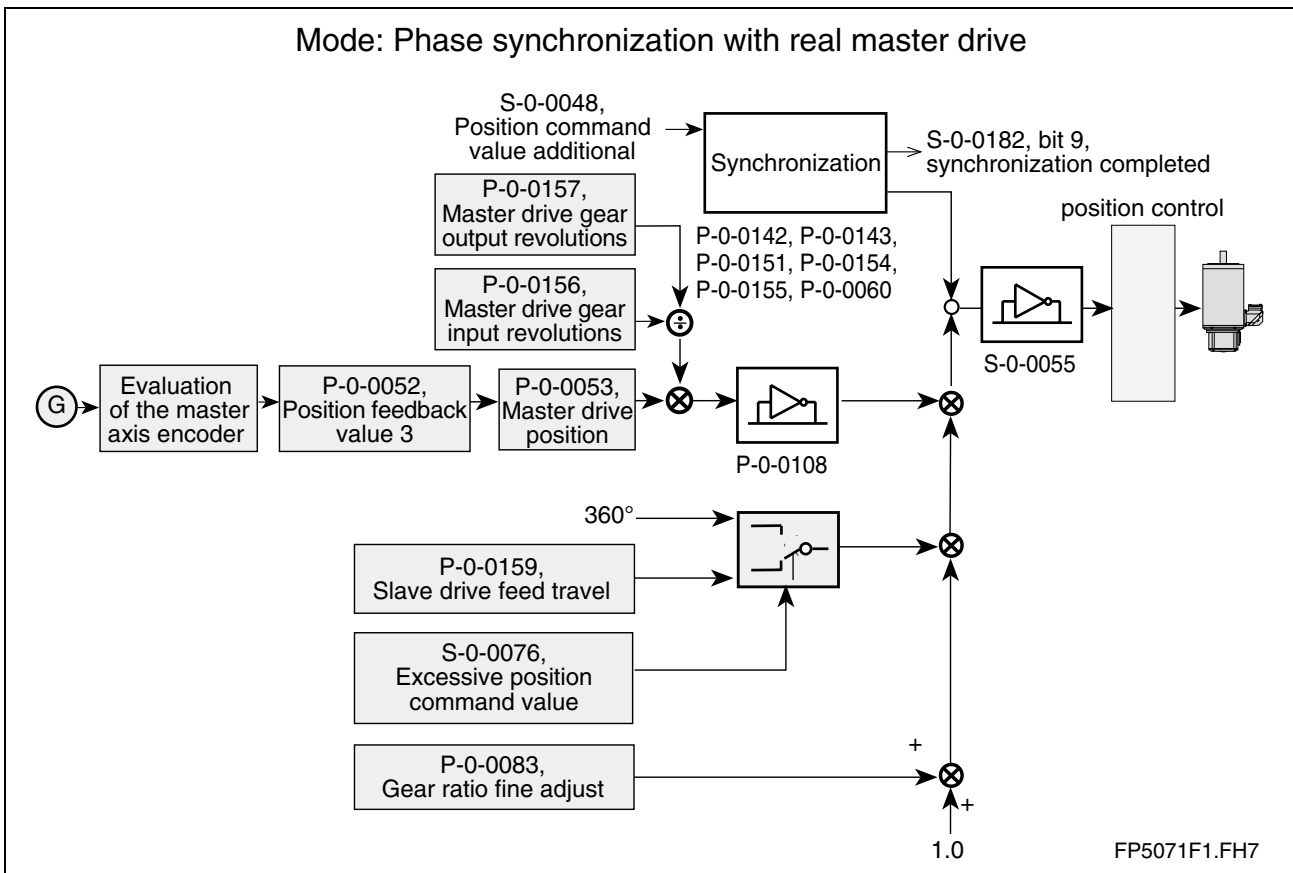 Mode: Phase synchronization with real master drive
S-0-0048,
Position command
value additional
Synchronization
S-0-0182, bit 9,
synchronization completed
P-0-0157,
Master drive gear
output revolutions
position control
P-0-0142, P-0-0143,
P-0-0151, P-0-0154,
P-0-0155, P-0-0060
P-0-0156,
Master drive gear
input revolutions
÷
S-0-0055
G
Evaluation
of the master
axis encoder
P-0-0052,
Position feedback
value 3
P-0-0053,
Master drive
position
P-0-0108
360°
P-0-0159,
Slave drive feed travel
S-0-0076,
Excessive position
command value
P-0-0083,
Gear ratio fine adjust
+
+
1.0
FP5071F1.FH7